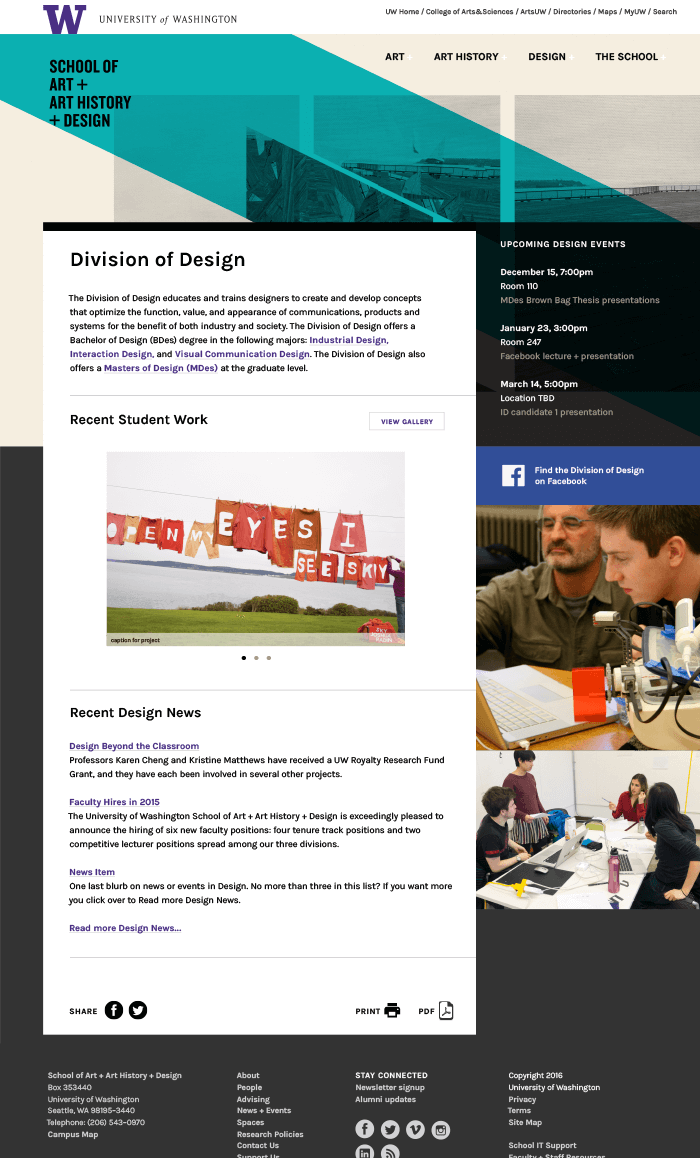 W UNIVERSITY of WASHINGTON
UW Home / College of Arts&Sciences / ArtsUW / Directories / Maps / MyUW / Search
SCHOOL OF
ART +
ART HISTORY
+ DESIGN
ART + ART HISTORY + DESIGN + THE SCHOOL +
Division of Design
The Division of Design educates and trains designers to create and develop concepts
that optimize the function, value, and appearance of communications, products and
systems for the benefit of both industry and society. The Division of Design offers a
Bachelor of Design (BDes) degree in the following majors: Industrial Design,
Interaction Design, and Visual Communication Design. The Division of Design also
offers a Masters of Design (MDes) at the graduate level.
UPCOMING DESIGN EVENTS
December 15, 7:00pm
Room 110
MDes Brown Bag Thesis presentations
January 23, 3:00pm
Room 247
Facebook lecture + presentation
March 14, 5:00pm
Location TBD
ID candidate 1 presentation
Find the Division of Design
on Facebook
Recent Student Work
VIEW GALLERY
OPEN MY EYES I
SEE SKY
caption for project
Recent Design News
Design Beyond the Classroom
Professors Karen Cheng and Kristine Matthews have received a UW Royalty Research Fund
Grant, and they have each been involved in several other projects.
Faculty Hires in 2015
The University of Washington School of Art + Art History + Design is exceedingly pleased to
announce the hiring of six new faculty positions: four tenure track positions and two
competitive lecturer positions spread among our three divisions.
News Item
One last blurb on news or events in Design. No more than three in this list? If you want more
you click over to Read more Design News.
Read more Design News...
SHARE
PRINT
PDF
School of Art + Art History + Design
Box 353440
University of Washington
Seattle, WA 98195-3440
Telephone: (206) 543-0970
Campus Map
About
People
Advising
News + Events
Spaces
Research Policies
Contact Us
Support Us
STAY CONNECTED
Newsletter signup
Alumni updates
Copyright 2016
University of Washington
Privacy
Terms
Site Map
School IT Support
Faculty + Staff Resources